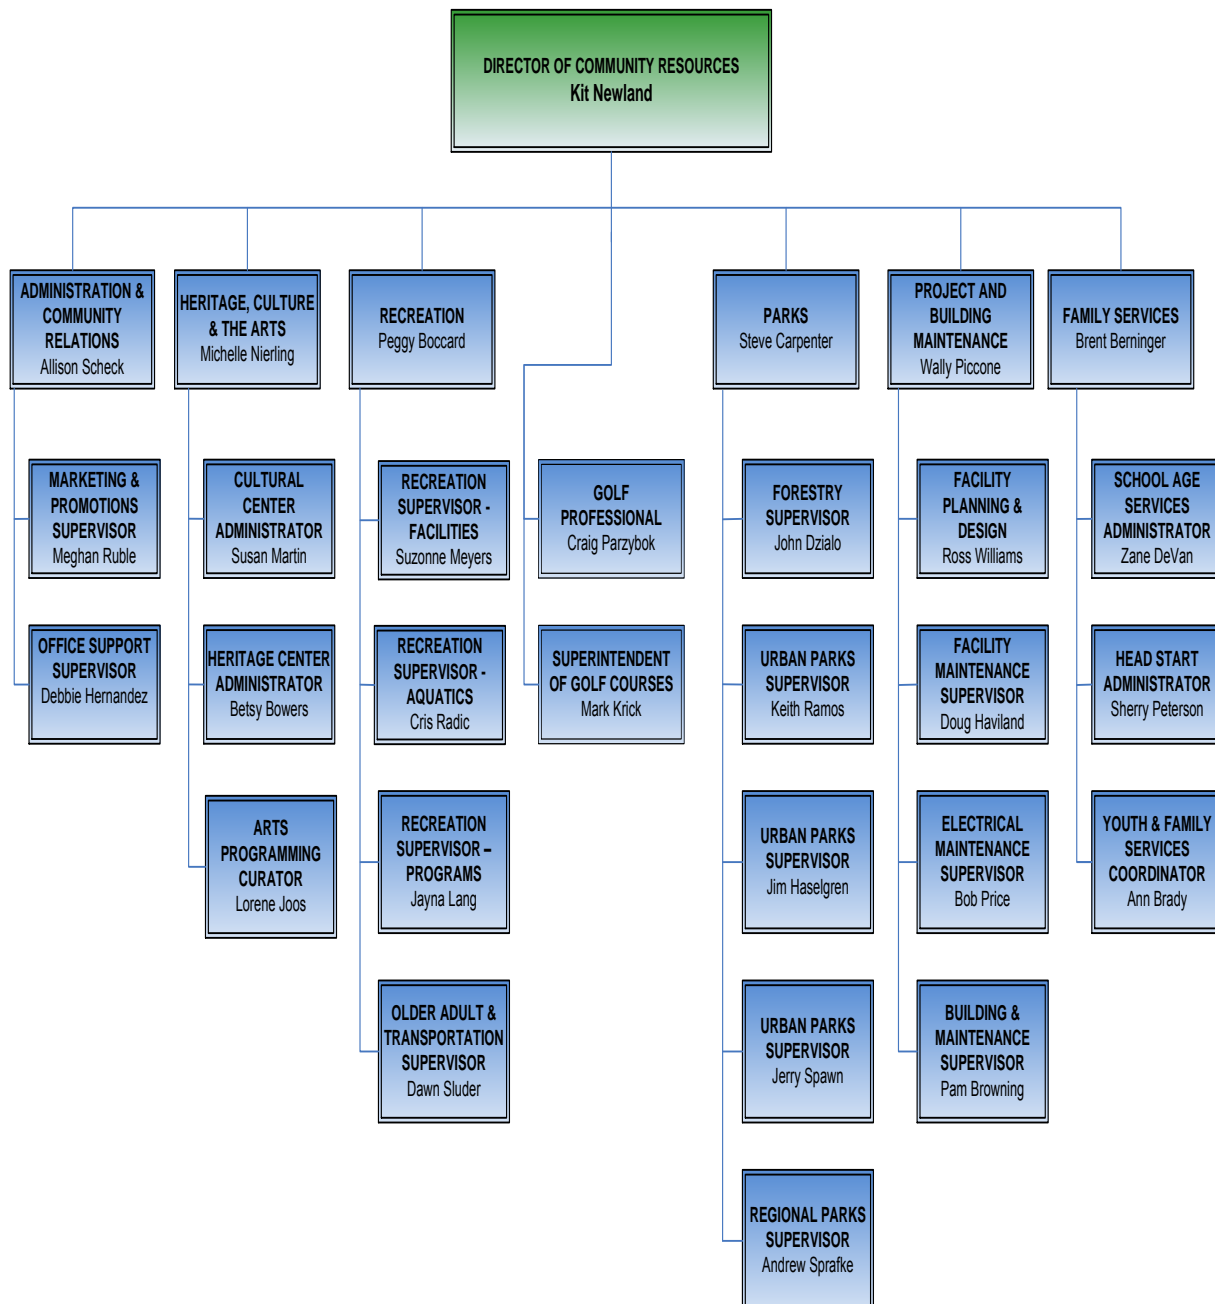 DIRECTOR OF COMMUNITY RESOURCES
Kit Newland
ADMINISTRATION &
COMMUNITY
RELATIONS
Allison Scheck
HERITAGE, CULTURE
& THE ARTS
Michelle Nierling
RECREATION
Peggy Boccard
PARKS
Steve Carpenter
PROJECT AND
BUILDING
MAINTENANCE
Wally Piccone
FAMILY SERVICES
Brent Berninger
MARKETING &
PROMOTIONS
SUPERVISOR
Meghan Ruble
CULTURAL
CENTER
ADMINISTRATOR
Susan Martin
RECREATION
SUPERVISOR -
FACILITIES
Suzonne Meyers
GOLF
PROFESSIONAL
Craig Parzybok
FORESTRY
SUPERVISOR
John Dzialo
FACILITY
PLANNING &
DESIGN
Ross Williams
SCHOOL AGE
SERVICES
ADMINISTRATOR
Zane DeVan
OFFICE SUPPORT
SUPERVISOR
Debbie Hernandez
HERITAGE CENTER
ADMINISTRATOR
Betsy Bowers
RECREATION
SUPERVISOR -
AQUATICS
Cris Radic
SUPERINTENDENT
OF GOLF COURSES
Mark Krick
URBAN PARKS
SUPERVISOR
Keith Ramos
FACILITY
MAINTENANCE
SUPERVISOR
Doug Haviland
HEAD START
ADMINISTRATOR
Sherry Peterson
ARTS
PROGRAMMING
CURATOR
Lorene Joos
RECREATION
SUPERVISOR –
PROGRAMS
Jayna Lang
URBAN PARKS
SUPERVISOR
Jim Haselgren
ELECTRICAL
MAINTENANCE
SUPERVISOR
Bob Price
YOUTH & FAMILY
SERVICES
COORDINATOR
Ann Brady
OLDER ADULT &
TRANSPORTATION
SUPERVISOR
Dawn Sluder
URBAN PARKS
SUPERVISOR
Jerry Spawn
BUILDING &
MAINTENANCE
SUPERVISOR
Pam Browning
REGIONAL PARKS
SUPERVISOR
Andrew Sprafke